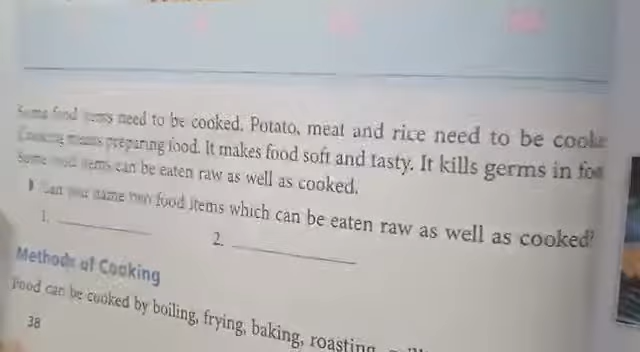 Some food items need to be cooked. Potato, meat and rice need to be cooke
Cooking means preparing food. It makes food soft and tasty. It kills germs in foo
Some food items can be eaten raw as well as cooked.
Can you name two food items which can be eaten raw as well as cooked?
1. 2.
Methods of Cooking
Food can be cooked by boiling, frying, baking, roasting,
38